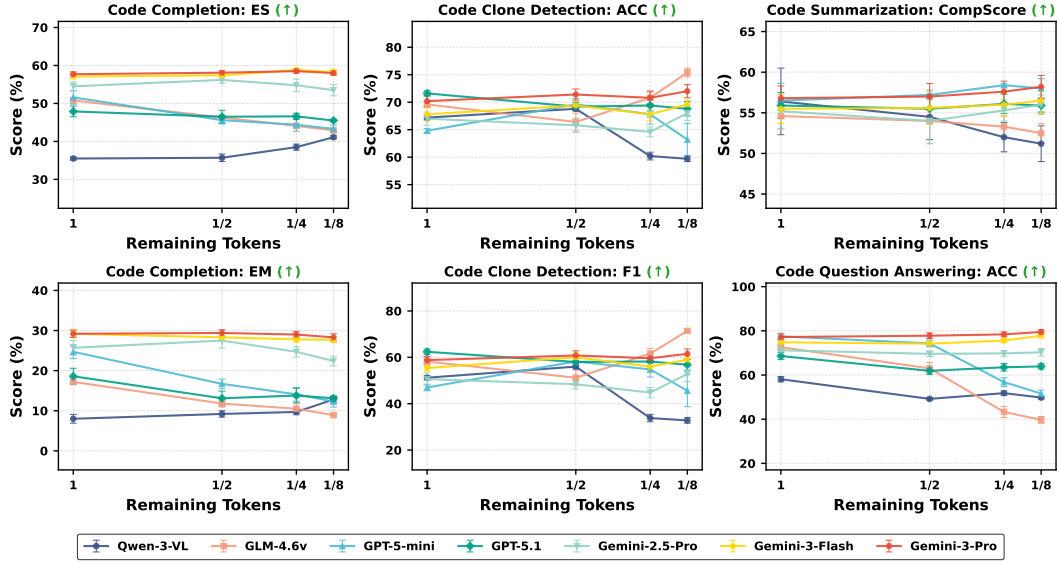 Code Completion: ES (↑)
70
60
50
40
30
Score (%)
1
1/2
1/4
1/8
Remaining Tokens
Code Clone Detection: ACC (↑)
80
75
70
65
60
55
Score (%)
1
1/2
1/4
1/8
Remaining Tokens
Code Summarization: CompScore (↑)
65
60
55
50
45
Score (%)
1
1/2
1/4
1/8
Remaining Tokens
Code Completion: EM (↑)
40
30
20
10
0
Score (%)
1
1/2
1/4
1/8
Remaining Tokens
Code Clone Detection: F1 (↑)
80
60
40
20
Score (%)
1
1/2
1/4
1/8
Remaining Tokens
Code Question Answering: ACC (↑)
100
80
60
40
20
Score (%)
1
1/2
1/4
1/8
Remaining Tokens
Qwen-3-VL
GLM-4.6v
GPT-5-mini
GPT-5.1
Gemini-2.5-Pro
Gemini-3-Flash
Gemini-3-Pro